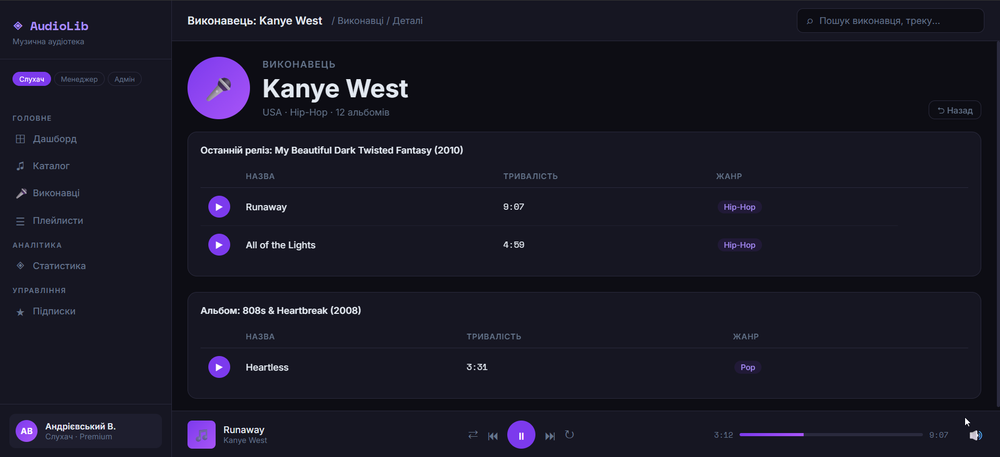 AudioLib
Музична аудіотека
Слухач Менеджер Адмін
ГОЛОВНЕ
Дашборд
Каталог
Виконавці
Плейлисти
АНАЛІТИКА
Статистика
УПРАВЛІННЯ
Підписки
АВ
Андрієвський В.
Слухач · Premium
Виконавець: Kanye West / Виконавці / Деталі
Пошук виконавця, треку...
ВИКОНАВЕЦЬ
Kanye West
USA · Hip-Hop · 12 альбомів
Назад
Останній реліз: My Beautiful Dark Twisted Fantasy (2010)
НАЗВА ТРИВАЛІСТЬ ЖАНР
Runaway 9:07 Hip-Hop
All of the Lights 4:59 Hip-Hop
Альбом: 808s & Heartbreak (2008)
НАЗВА ТРИВАЛІСТЬ ЖАНР
Heartless 3:31 Pop
Runaway
Kanye West
3:12 9:07